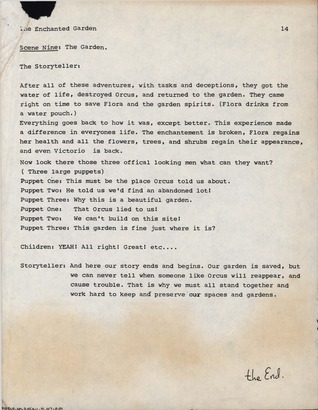 The Enchanted Garden 14
Scene Nine: The Garden.
The Storyteller:
After all of these adventures, with tasks and deceptions, they got the
water of life, destroyed Orcus, and returned to the garden. They came
right on time to save Flora and the garden spirits. (Flora drinks from
a water pouch.)
Everything goes back to how it was, except better. This experience made
a difference in everyones life. The enchantement is broken, Flora regains
her health and all the flowers, trees, and shrubs regain their appearance,
and even Victorio is back.
Now look there those three offical looking men what can they want?
( Three large puppets)
Puppet One: This must be the place Orcus told us about.
Puppet Two: He told us we'd find an abandoned lot!
Puppet Three: Why this is a beautiful garden.
Puppet One: That Orcus lied to us!
Puppet Two: We can't build on this site!
Puppet Three: This garden is fine just where it is?
Children: YEAH! All right! Great! etc....
Storyteller: And here our story ends and begins. Our garden is saved, but
we can never tell when someone like Orcus will reappear, and
cause trouble. That is why we must all stand together and
work hard to keep and preserve our spaces and gardens.
the End.